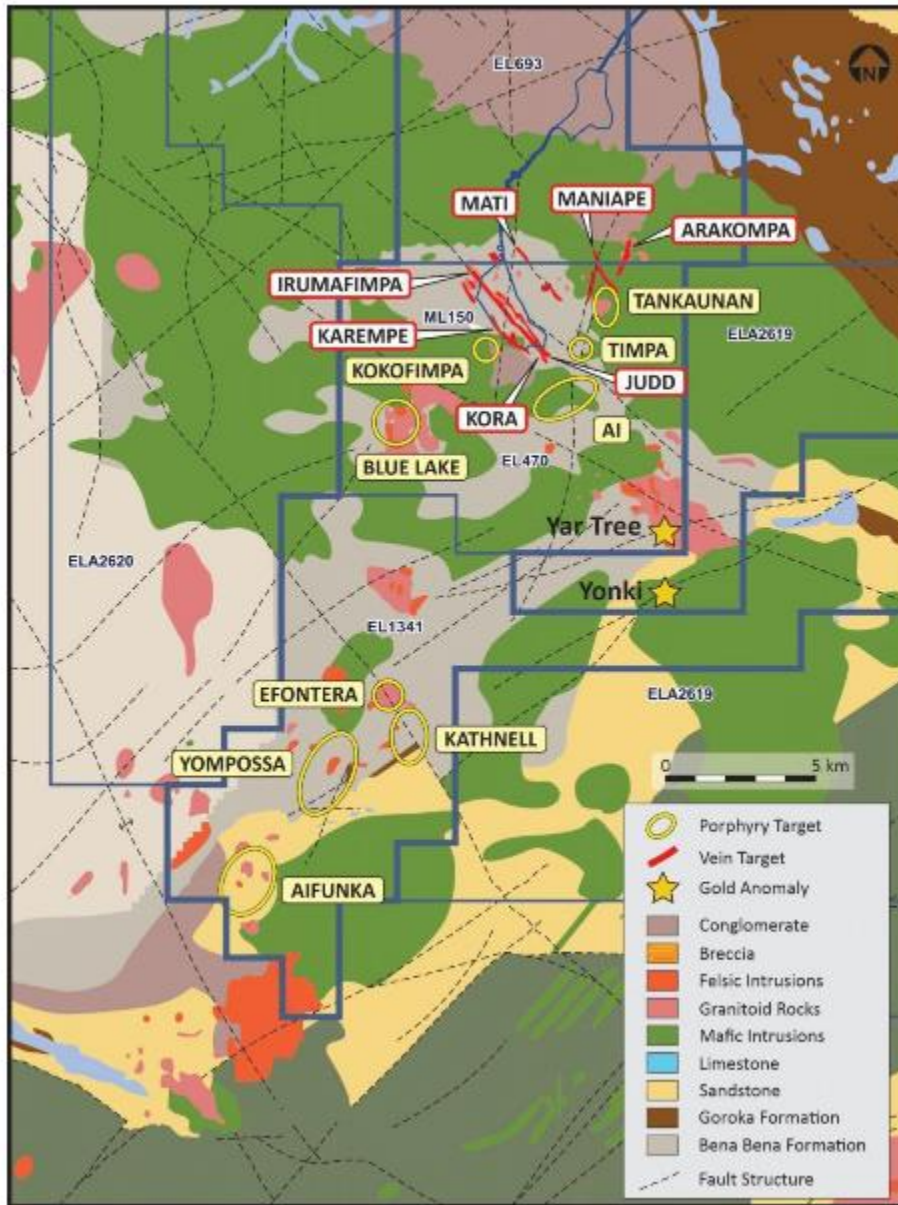 EL693
N
MATI
MANIAPE
ARAKOMPA
IRUMAFIMPA
TANKAUNAN
ML150
ELA2619
KAREMPE
TIMPA
KOKOFIMPA
JUDD
KORA
AI
BLUE LAKE
EL470
Yar Tree
ELA2620
Yonki
EL1341
EFONTERA
ELA2619
KATHNELL
YOMPOSSA
0 5 km
AIFUNKA
Porphyry Target
Vein Target
Gold Anomaly
Conglomerate
Breccia
Felsic Intrusions
Granitoid Rocks
Mafic Intrusions
Limestone
Sandstone
Goroka Formation
Bena Bena Formation
Fault Structure